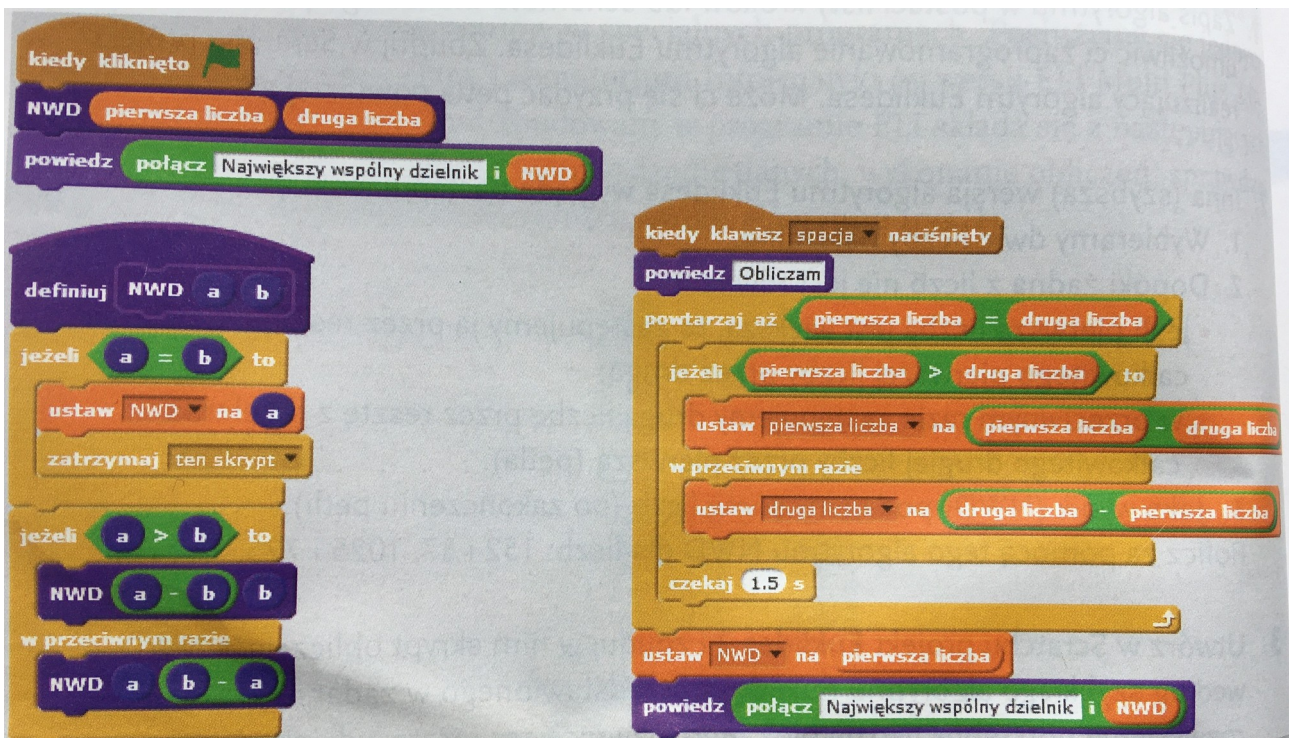 kiedy kliknięto
NWD pierwsza liczba druga liczba
powiedz połącz Największy wspólny dzielnik i NWD
definiuj NWD a b
jeżeli a = b to
ustaw NWD na a
zatrzymaj ten skrypt
jeżeli a > b to
NWD a - b b
w przeciwnym razie
NWD a b - a
kiedy klawisz spacja naciśnięty
powiedz Obliczam
powtarzaj aż pierwsza liczba = druga liczba
jeżeli pierwsza liczba > druga liczba to
ustaw pierwsza liczba na pierwsza liczba - druga liczba
w przeciwnym razie
ustaw druga liczba na druga liczba - pierwsza liczba
czekaj 1.5 s
ustaw NWD na pierwsza liczba
powiedz połącz Największy wspólny dzielnik i NWD